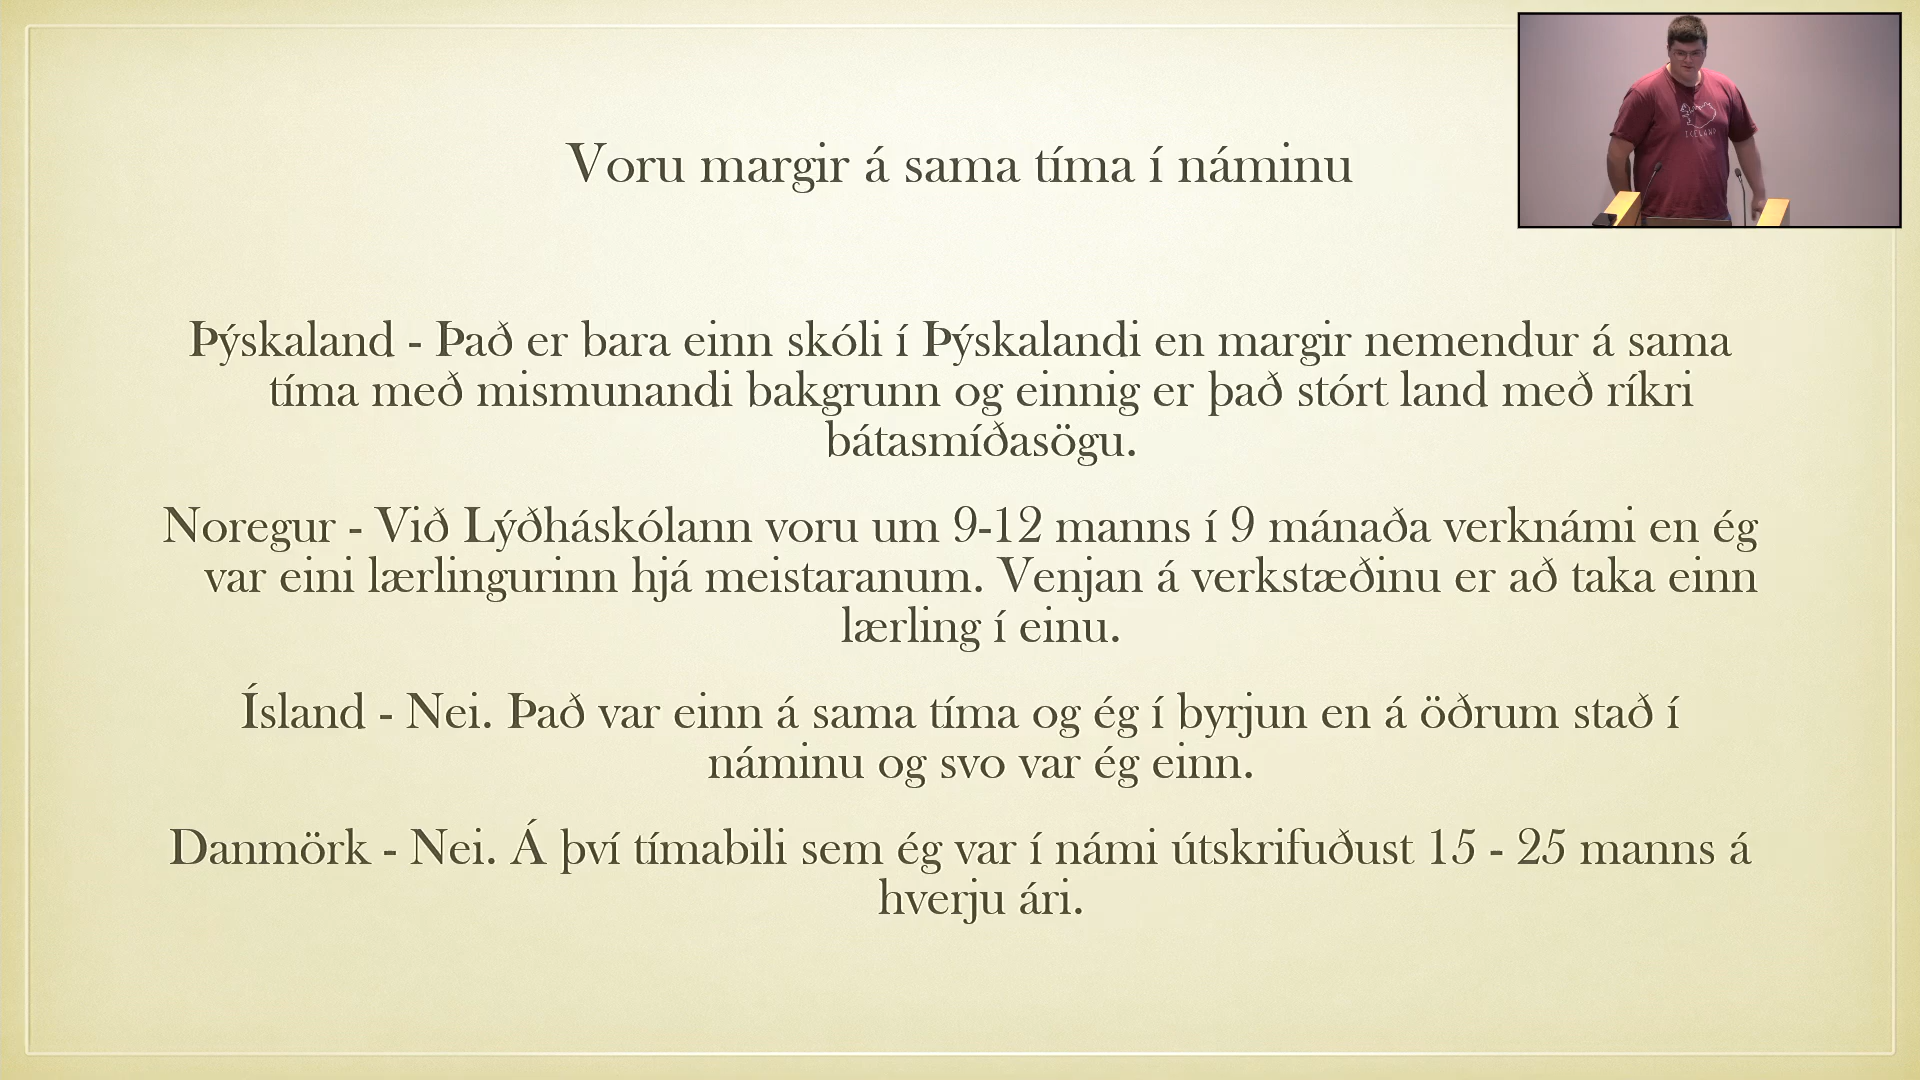 Voru margir á sama tíma í náminu
ICELAND
Þýskaland - Það er bara einn skóli í Þýskalandi en margir nemendur á sama
tíma með mismunandi bakgrunn og einnig er það stórt land með ríkri
bátasmíðasögu.
Noregur - Við Lýðháskólann voru um 9-12 manns í 9 mánaða verknámi en ég
var eini lærlingurinn hjá meistaranum. Venjan á verkstæðinu er að taka einn
lærling í einu.
Ísland - Nei. Það var einn á sama tíma og ég í byrjun en á öðrum stað í
náminu og svo var ég einn.
Danmörk - Nei. Á því tímabili sem ég var í námi útskrifuðust 15 - 25 manns á
hverju ári.